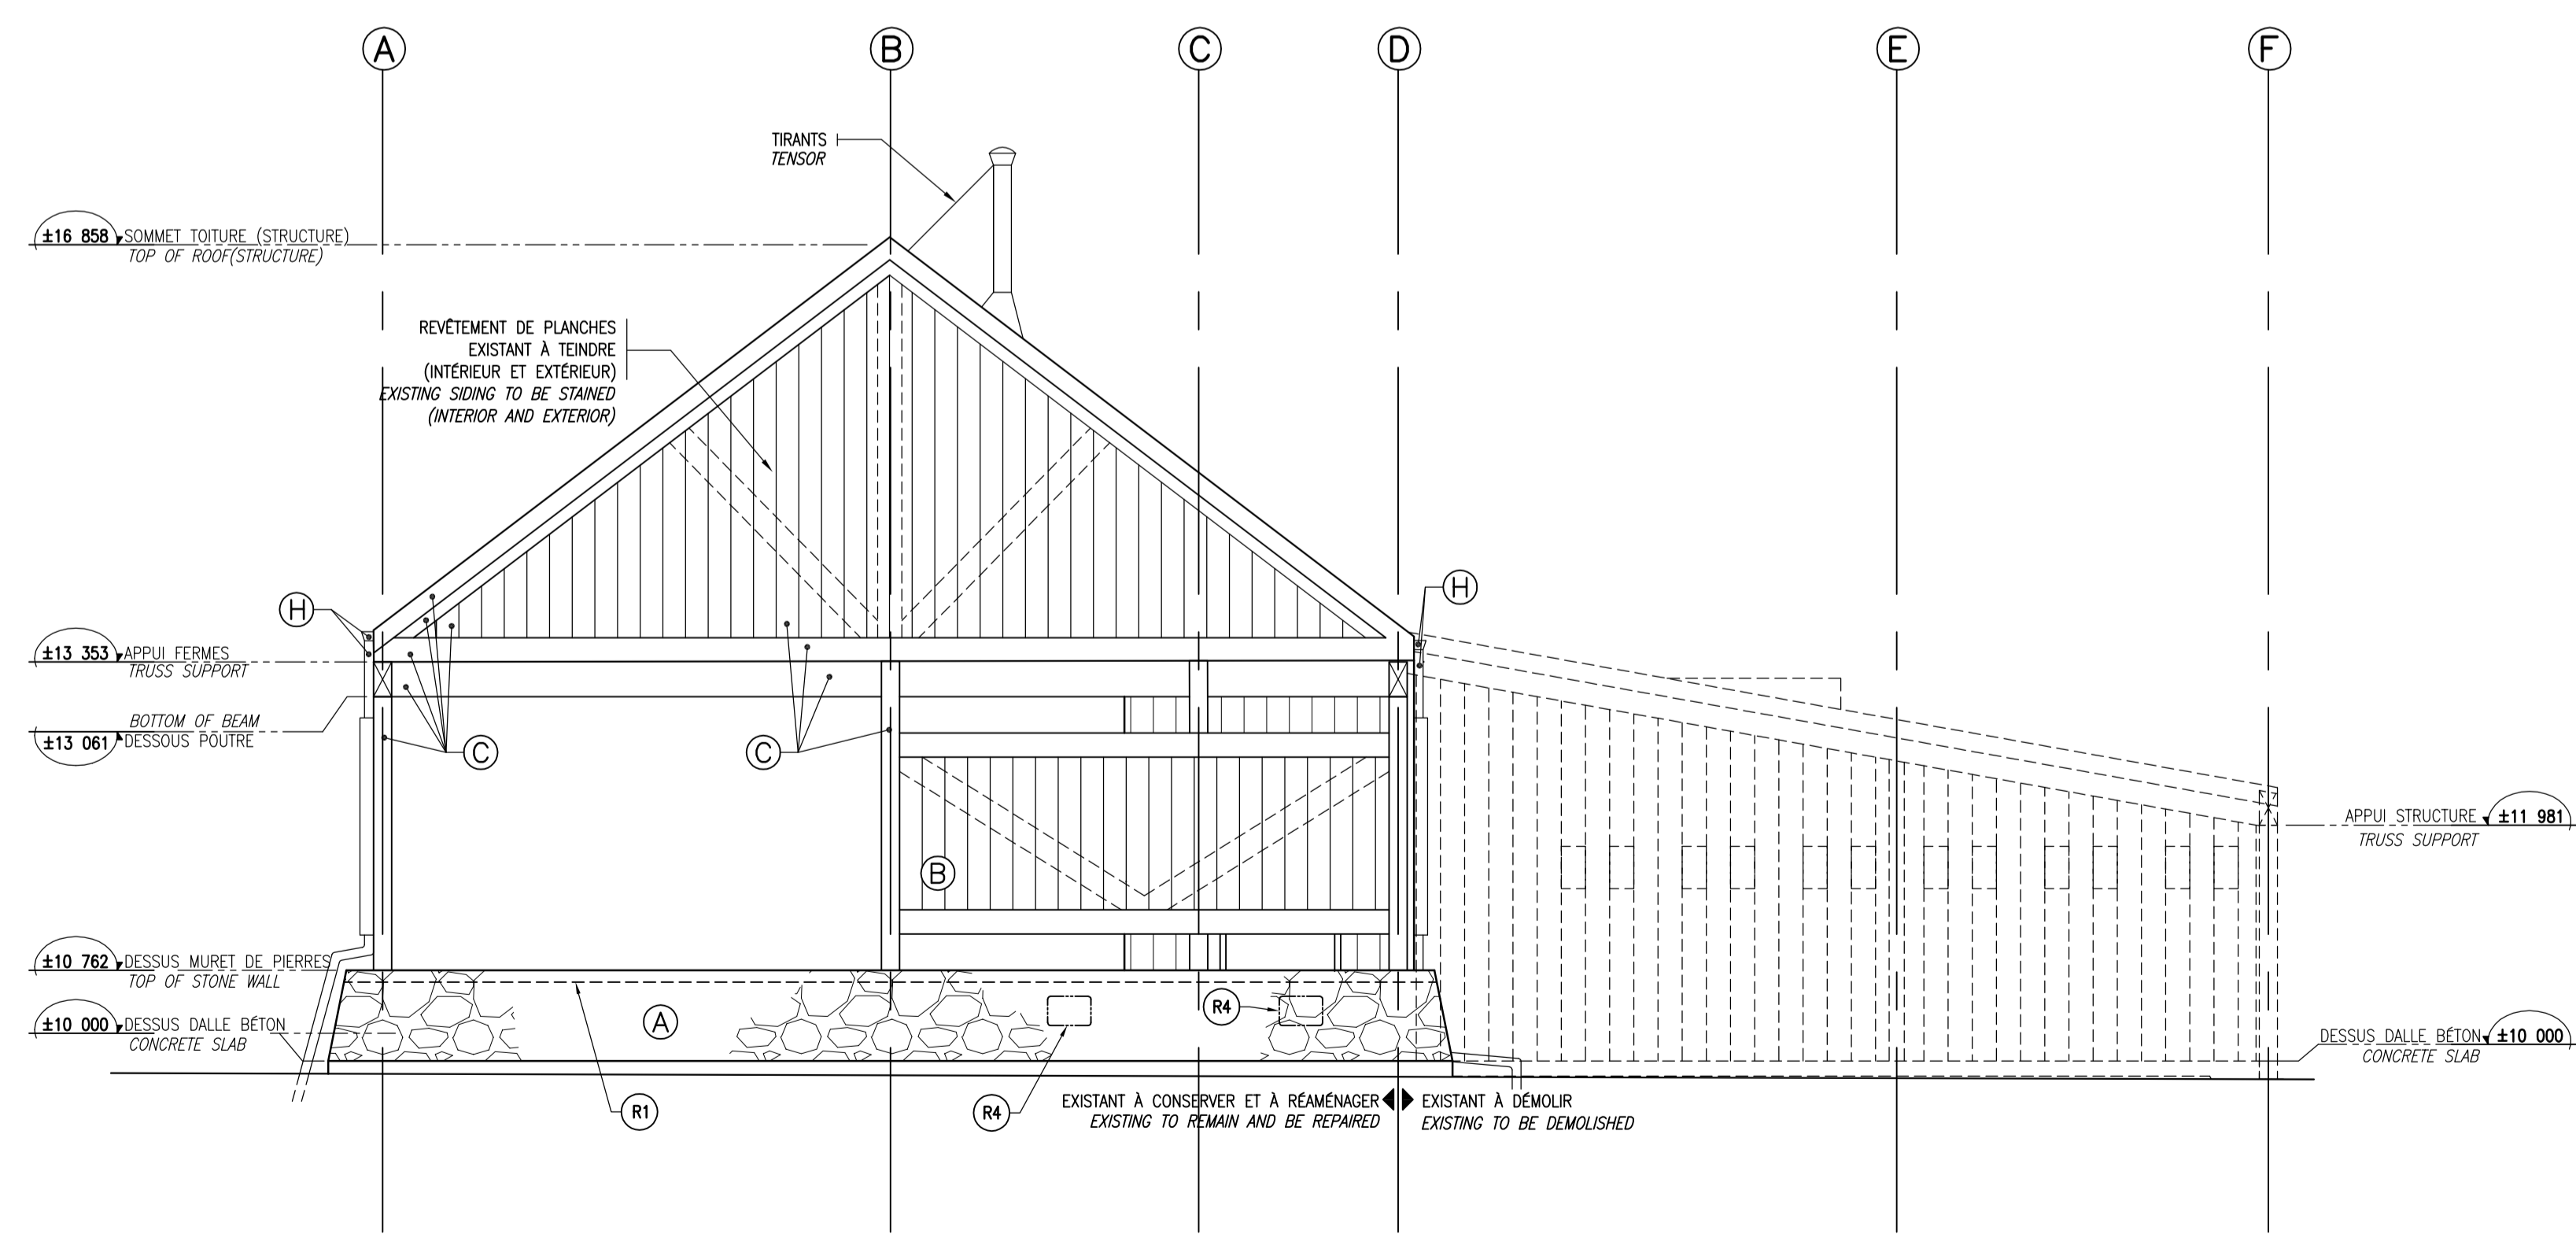 A
B
C
D
E
F
TIRANTS
TENSOR
±16 858 SOMMET TOITURE (STRUCTURE)
TOP OF ROOF(STRUCTURE)
REVÊTEMENT DE PLANCHES
EXISTANT À TEINDRE
(INTÉRIEUR ET EXTÉRIEUR)
EXISTING SIDING TO BE STAINED
(INTERIOR AND EXTERIOR)
H
H
±13 353 APPUI FERMES
TRUSS SUPPORT
BOTTOM OF BEAM
±13 061 DESSOUS POUTRE
C
C
APPUI STRUCTURE ±11 981
TRUSS SUPPORT
B
±10 762 DESSUS MURET DE PIERRES
TOP OF STONE WALL
R4
A
±10 000 DESSUS DALLE BÉTON
CONCRETE SLAB
DESSUS DALLE BÉTON ±10 000
CONCRETE SLAB
R1
R4
EXISTANT À CONSERVER ET À RÉAMÉNAGER
EXISTING TO REMAIN AND BE REPAIRED
EXISTANT À DÉMOLIR
EXISTING TO BE DEMOLISHED